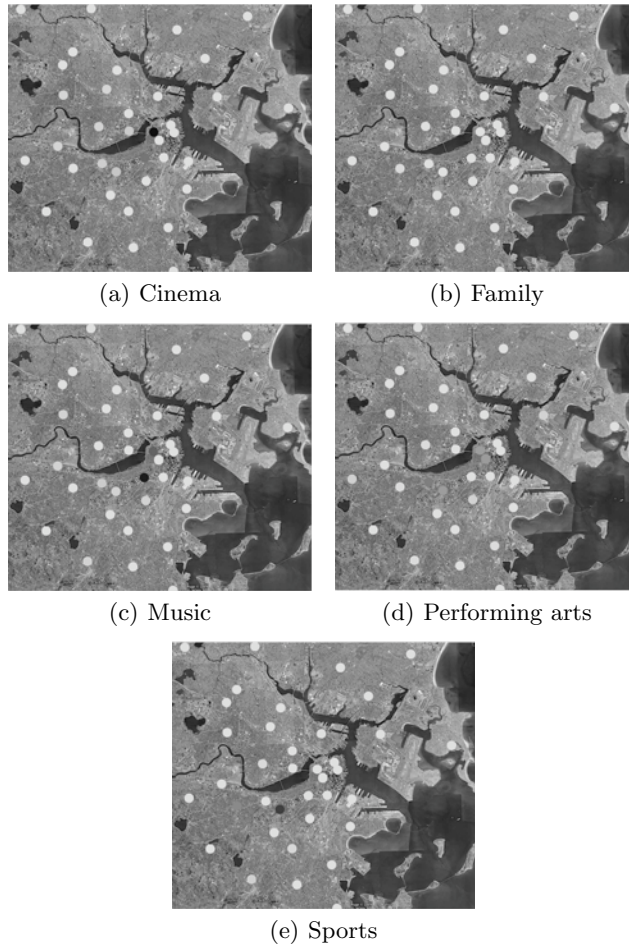 (a) Cinema
(b) Family
(c) Music
(d) Performing arts
(e) Sports